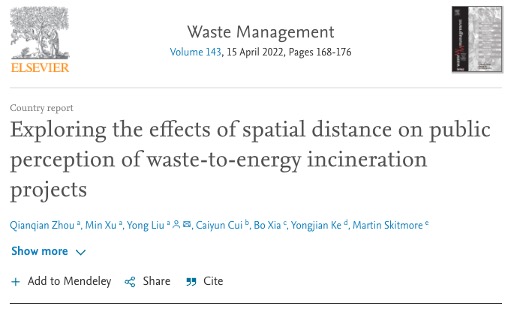 Waste Management
Volume 143, 15 April 2022, Pages 168-176
ELSEVIER
Country report
Exploring the effects of spatial distance on public
perception of waste-to-energy incineration
projects
Qianqian Zhou a, Min Xu a, Yong Liu a, Caiyun Cui b, Bo Xia c, Yongjian Ke d, Martin Skitmore e
Show more
+ Add to Mendeley Share Cite